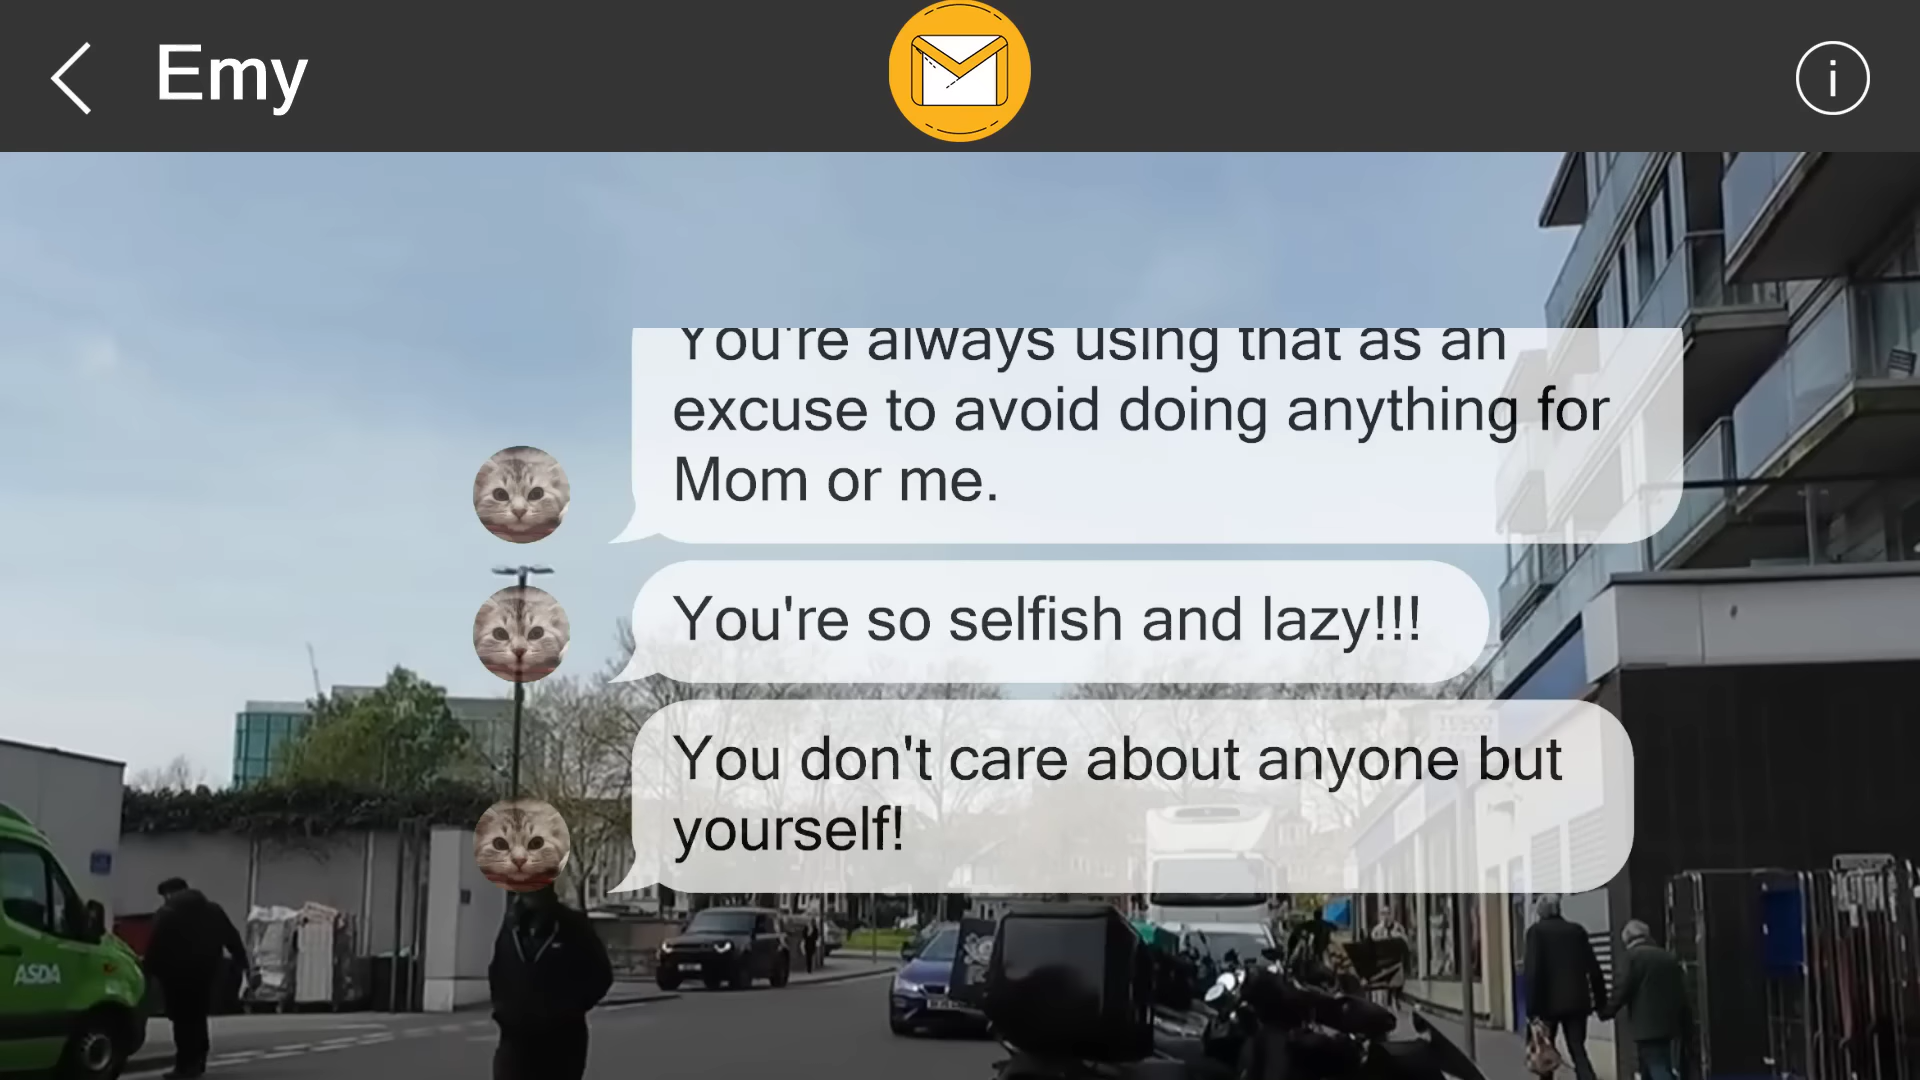 Emy
i
You're always using that as an
excuse to avoid doing anything for
Mom or me.
You're so selfish and lazy!!!
You don't care about anyone but
yourself!
TESCO
ASDA